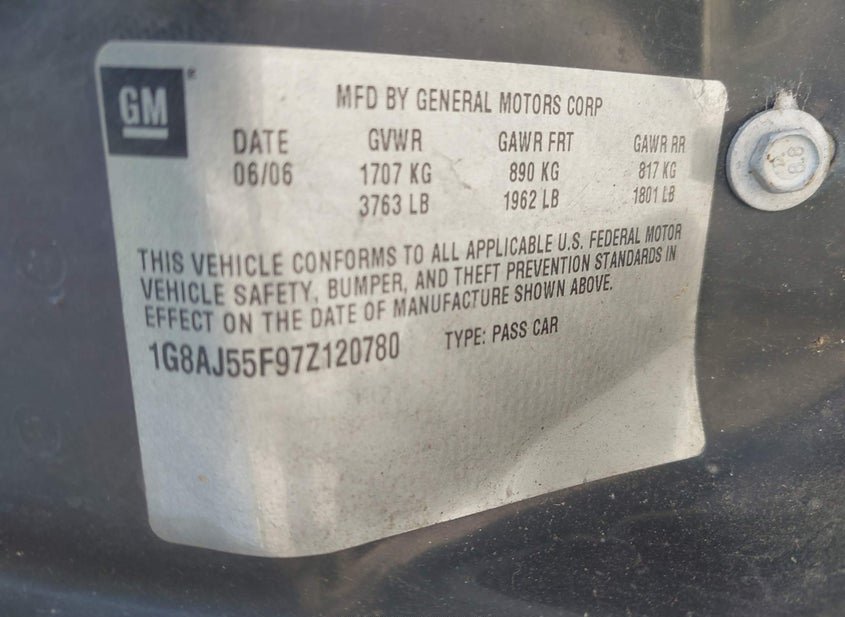 GM
®
MFD BY GENERAL MOTORS CORP
DATE GVWR GAWR FRT GAWR RR
06/06 1707 KG 890 KG 817 KG
3763 LB 1962 LB 1801 LB
THIS VEHICLE CONFORMS TO ALL APPLICABLE U.S. FEDERAL MOTOR
VEHICLE SAFETY, BUMPER, AND THEFT PREVENTION STANDARDS IN
EFFECT ON THE DATE OF MANUFACTURE SHOWN ABOVE.
1G8AJ55F97Z120780 TYPE: PASS CAR
8.8